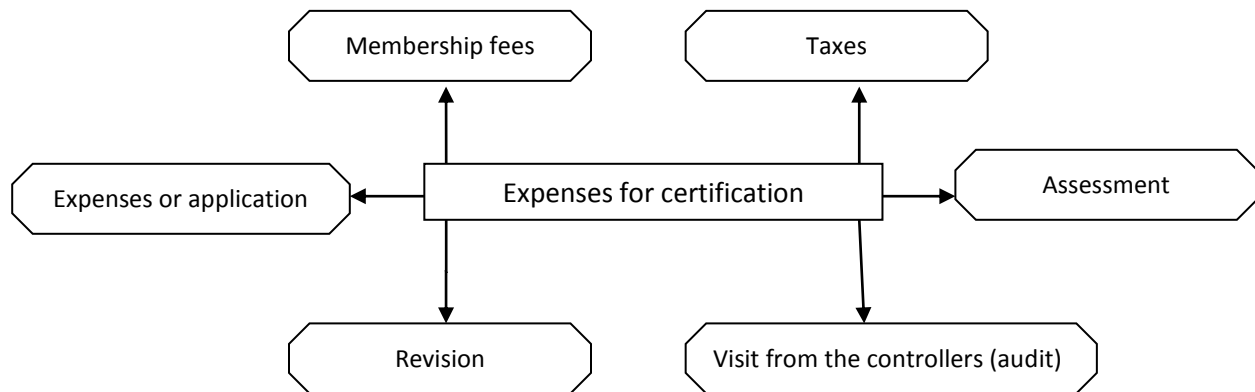 Membership fees
Taxes
Expenses or application
Expenses for certification
Assessment
Revision
Visit from the controllers (audit)